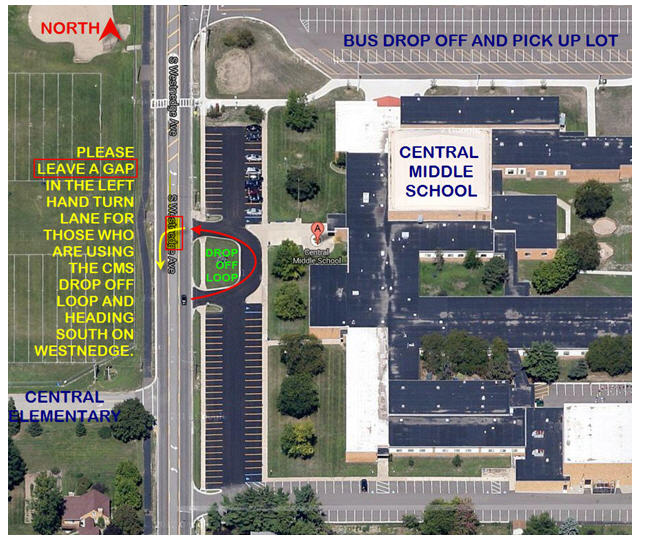 NORTH
BUS DROP OFF AND PICK UP LOT
S Westnedge Ave
PLEASE
LEAVE A GAP
IN THE LEFT
HAND TURN
LANE FOR
THOSE WHO
ARE USING
THE CMS
DROP OFF
LOOP AND
HEADING
SOUTH ON
WESTNEDGE.
CENTRAL
MIDDLE
SCHOOL
S Westnedge Ave
DROP
OFF
LOOP
A
Central
Middle School
CENTRAL
ELEMENTARY